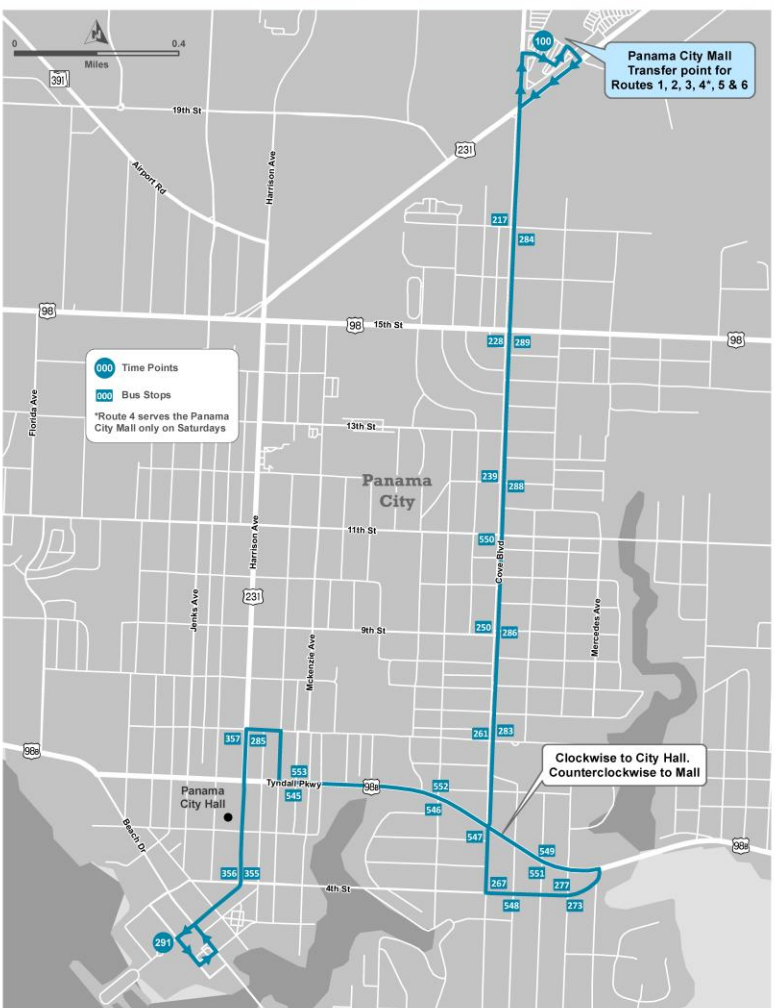 0
0.4
Miles
100
Panama City Mall
Transfer point for
Routes 1, 2, 3, 4*, 5 & 6
391
19th St
231
Airport Rd
Harrison Ave
217
284
98
98
15th St
98
228
289
000 Time Points
000 Bus Stops
*Route 4 serves the Panama
City Mall only on Saturdays
Florida Ave
13th St
Panama
City
239
288
11th St
550
Harrison Ave
Cove Blvd
231
Jenks Ave
Mercedes Ave
9th St
250
286
Mckenzie Ave
357
285
261
283
98B
Clockwise to City Hall.
Counterclockwise to Mall
553
Tyndall Pkwy
98B
552
545
546
Panama
City Hall
Beach Dr
547
549
98B
551
356
355
4th St
267
277
548
273
291